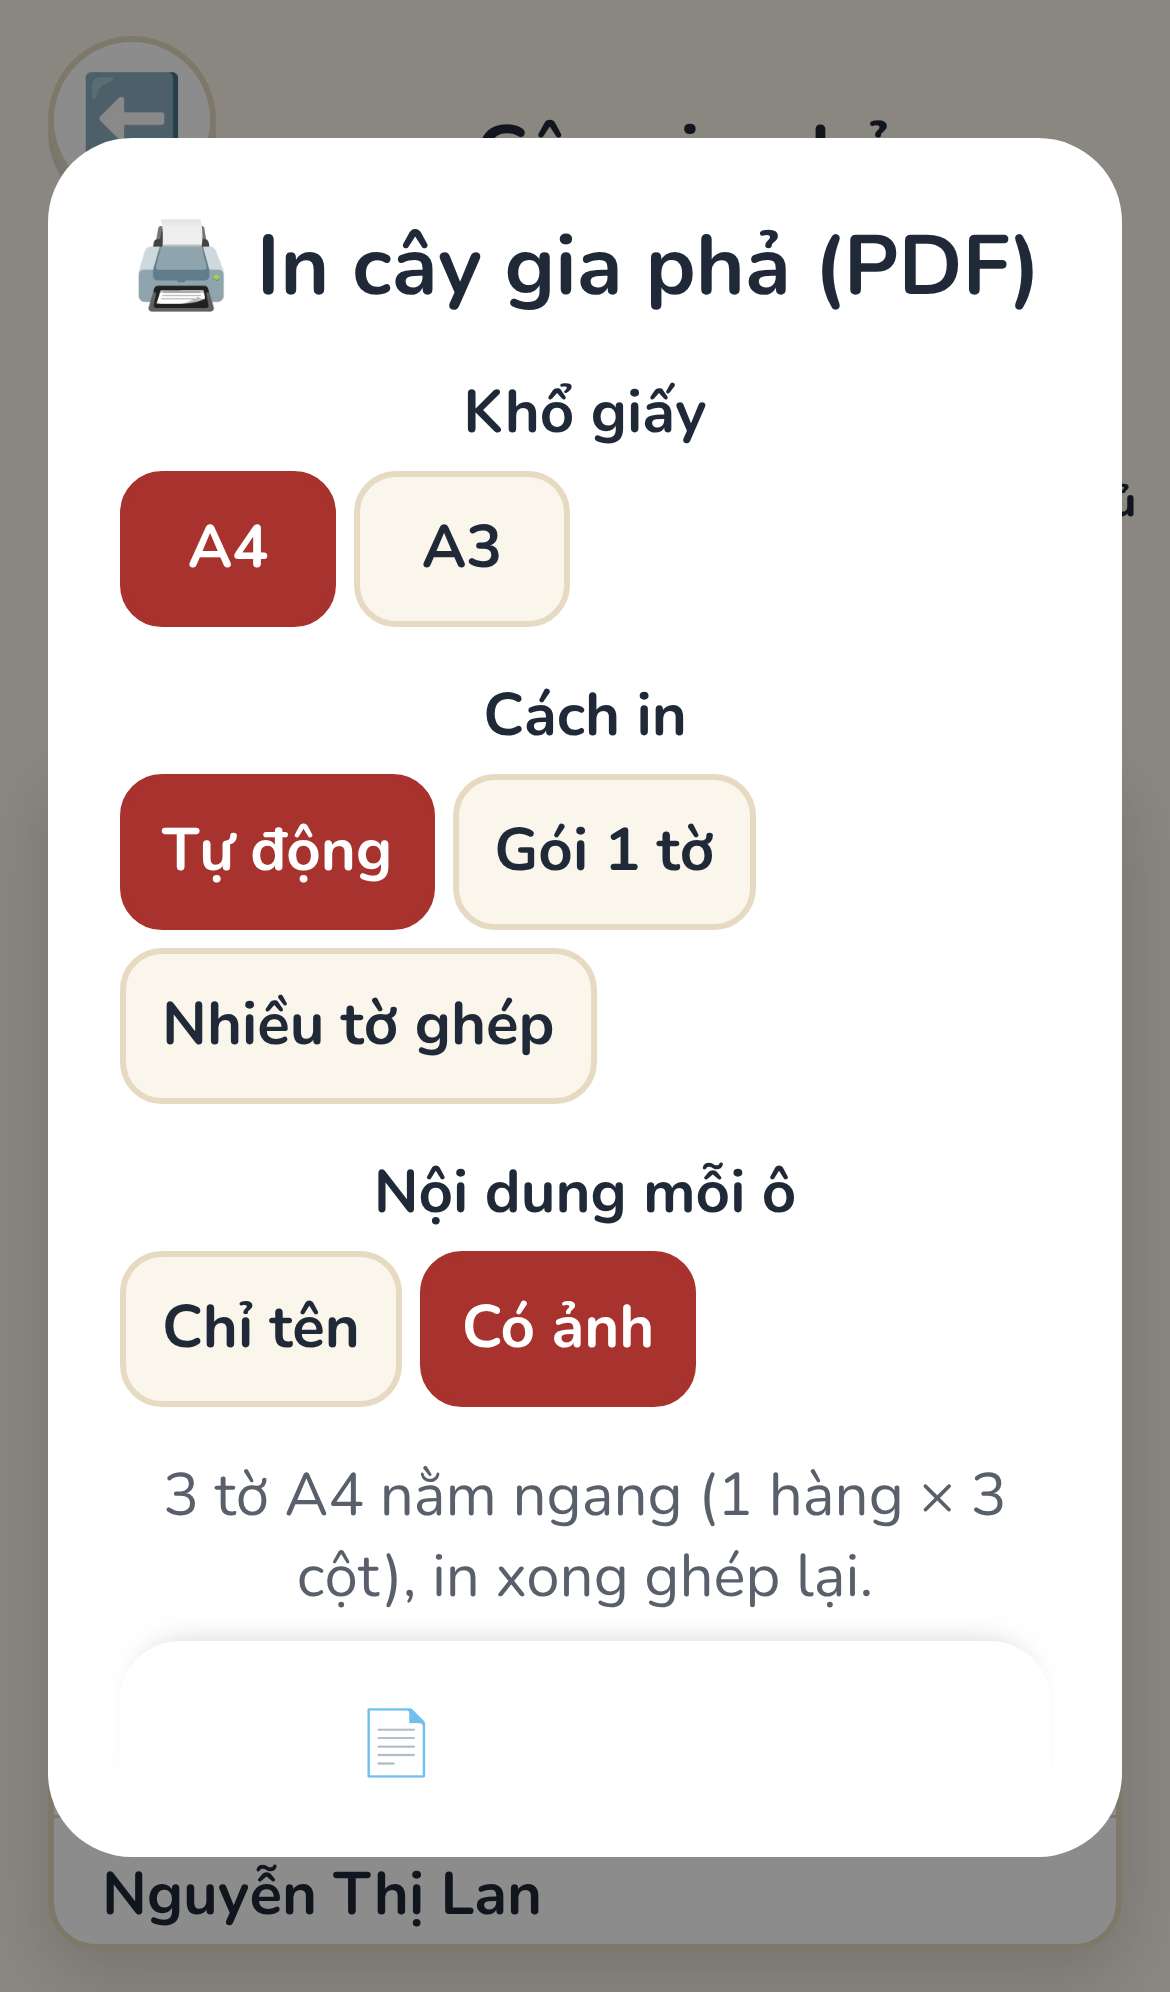 In cây gia phả (PDF)
Khổ giấy
A4
A3
Cách in
Tự động
Gói 1 tờ
Nhiều tờ ghép
Nội dung mỗi ô
Chỉ tên
Có ảnh
3 tờ A4 nằm ngang (1 hàng × 3
cột), in xong ghép lại.
Nguyễn Thị Lan